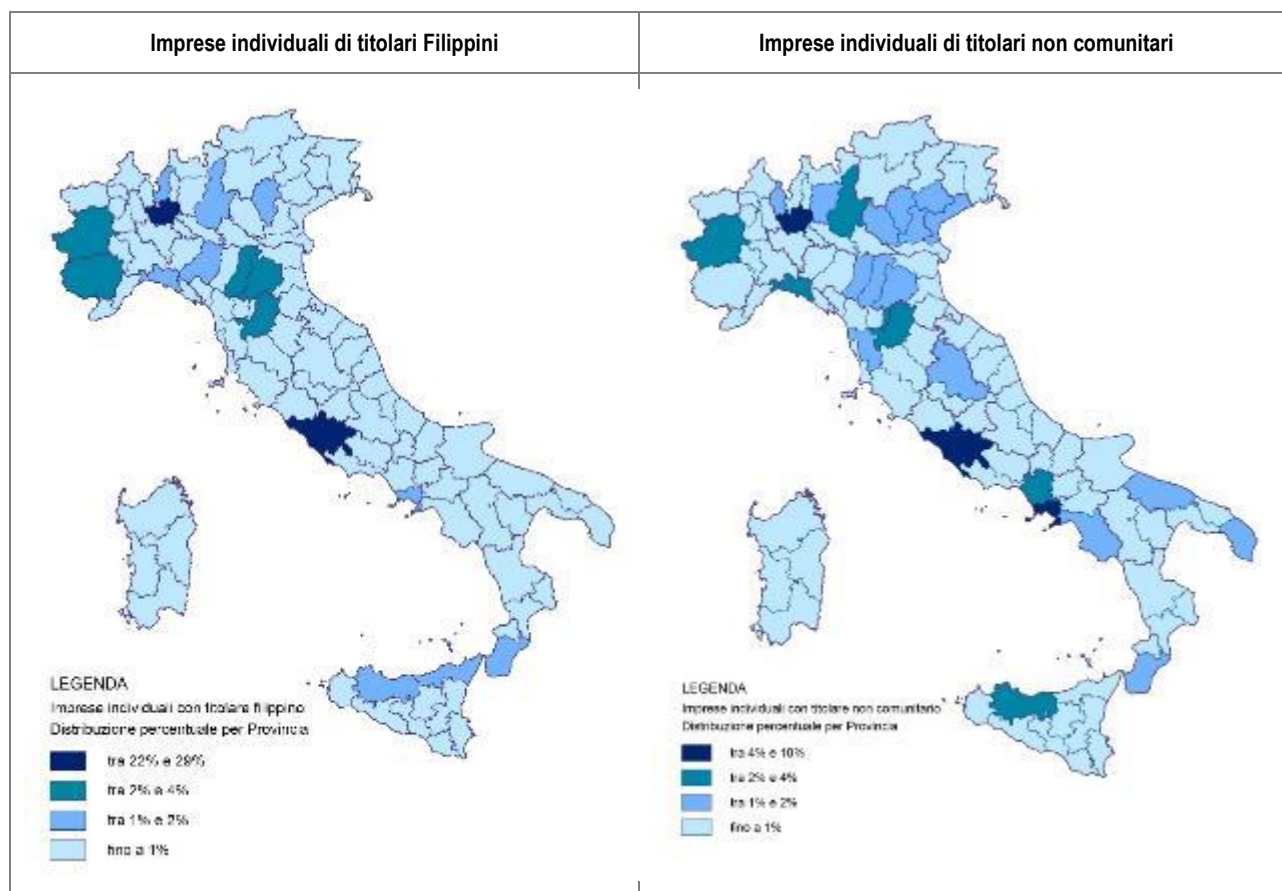 Imprese individuali di titolari Filippini
Imprese individuali di titolari non comunitari
LEGENDA
Imprese individuali con titolare filippino
Distribuzione percentuale per Provincia
tra 22% e 29%
tra 2% e 4%
tra 1% e 2%
fino a 1%
LEGENDA
Imprese individuali con titolare non comunitario
Distribuzione percentuale per Provincia
tra 4% e 10%
tra 2% e 4%
tra 1% e 2%
fino a 1%